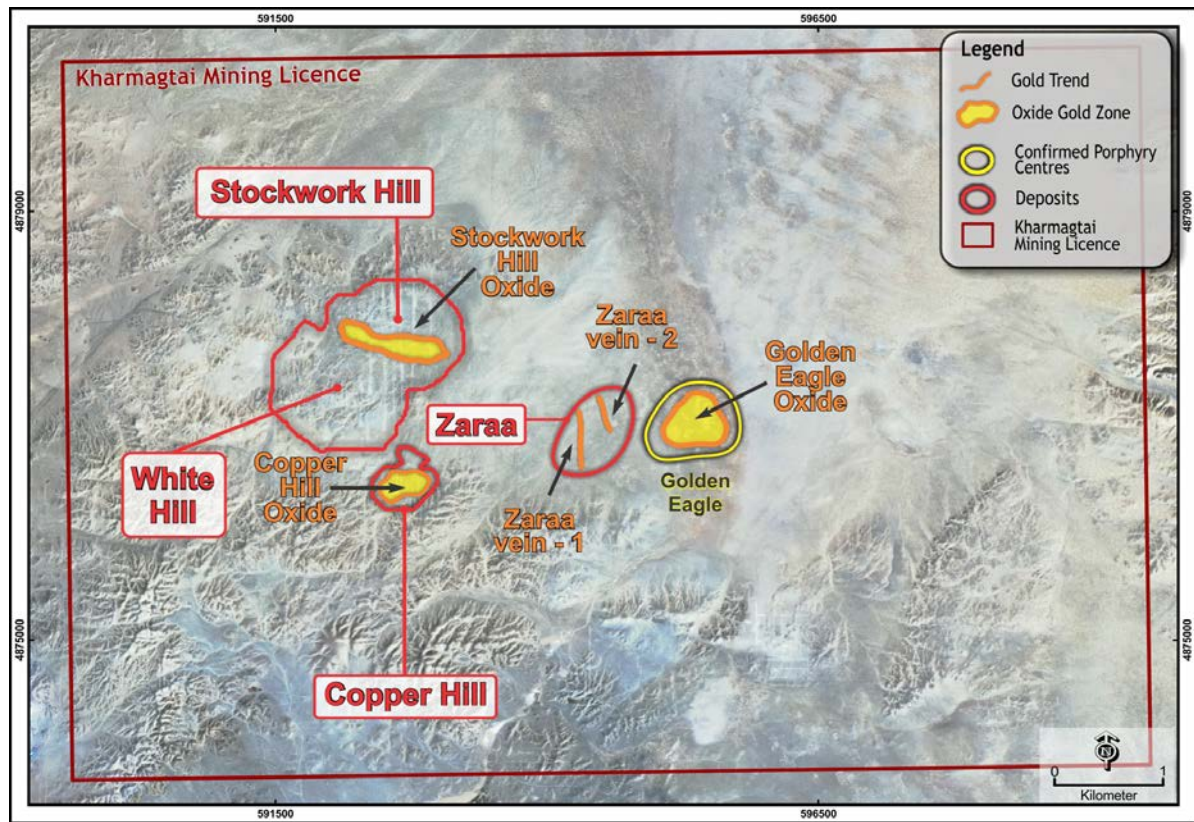 591500
596500
Kharmagtai Mining Licence
Legend
Gold Trend
Oxide Gold Zone
Confirmed Porphyry
Centres
Deposits
Kharmagtai
Mining Licence
4879000
4879000
Stockwork Hill
Stockwork
Hill
Oxide
Zaraa
vein - 2
Golden
Eagle
Oxide
Zaraa
White
Hill
Copper
Hill
Oxide
Golden
Eagle
Zaraa
vein - 1
4875000
4875000
Copper Hill
N
0 1
Kilometer
591500
596500